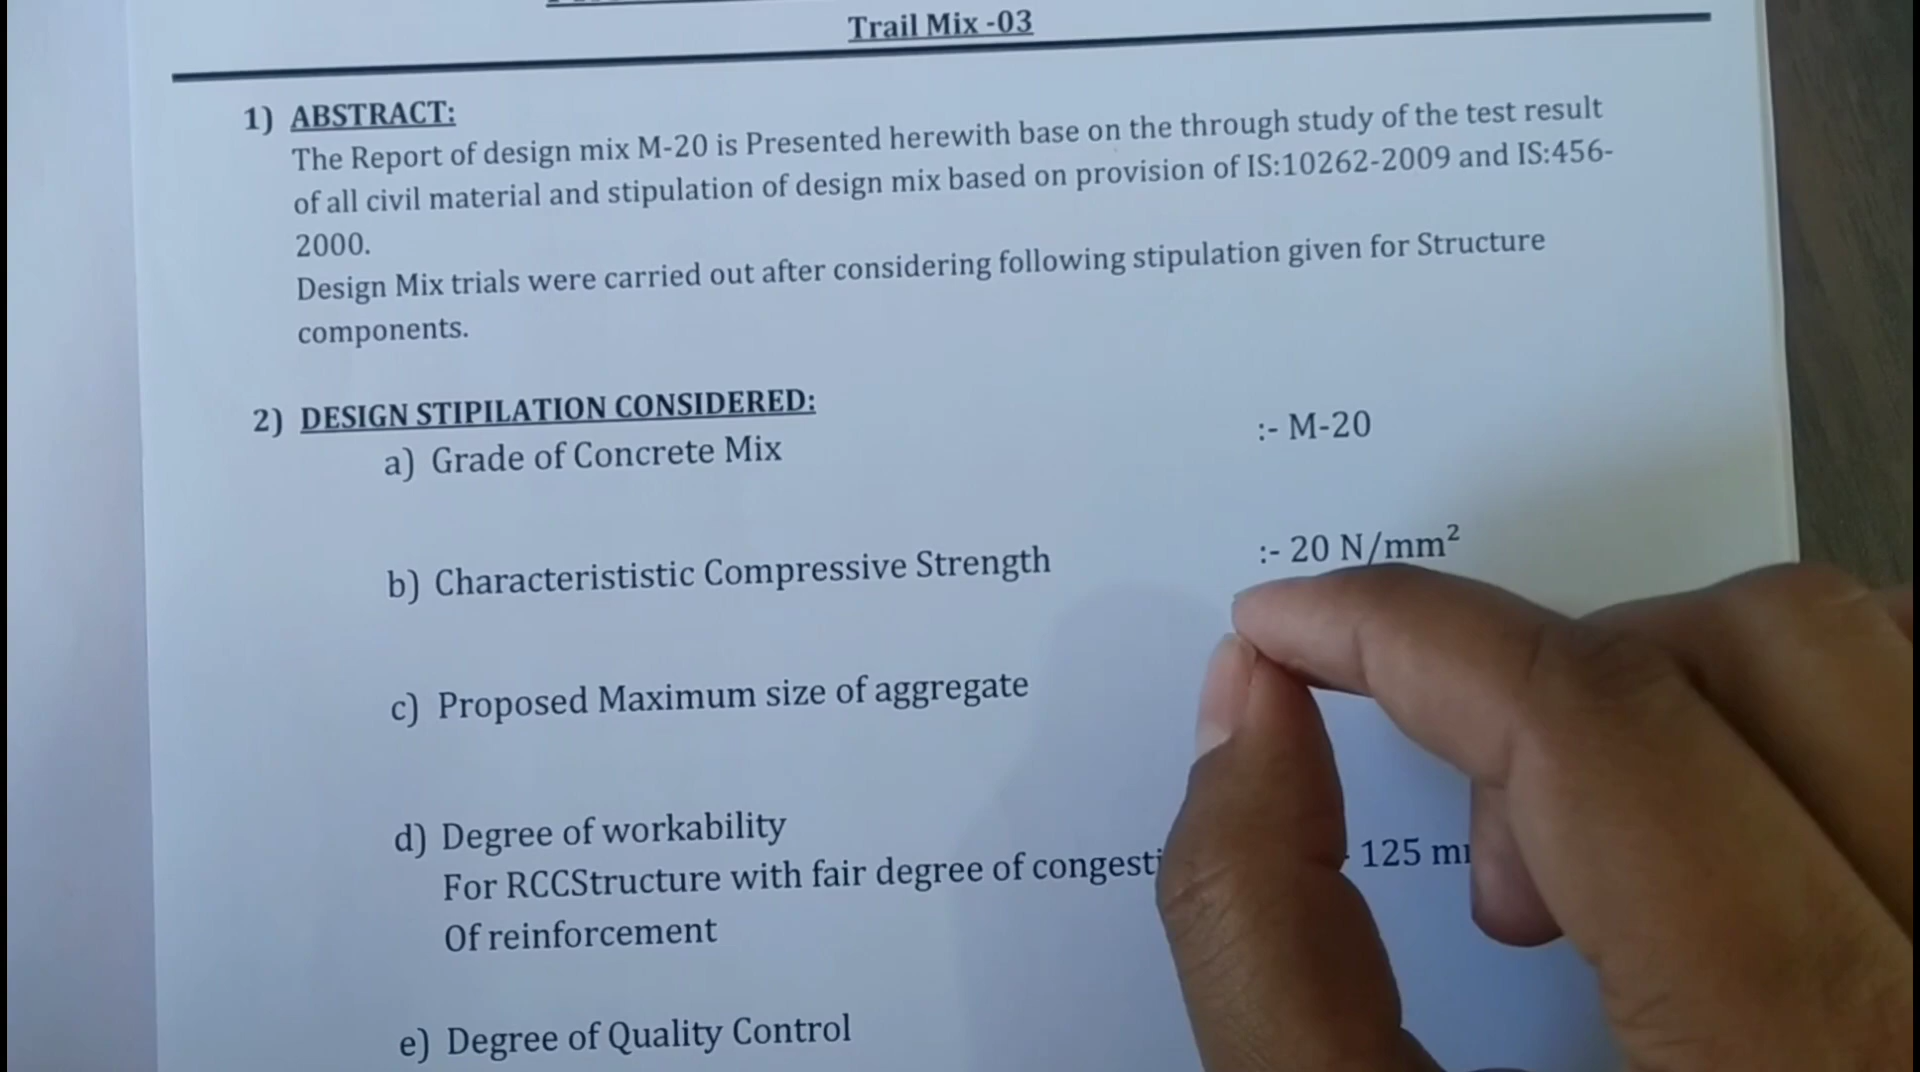 Trail Mix -03
1) ABSTRACT:
The Report of design mix M-20 is Presented herewith base on the through study of the test result
of all civil material and stipulation of design mix based on provision of IS:10262-2009 and IS:456-
2000.
Design Mix trials were carried out after considering following stipulation given for Structure
components.
2) DESIGN STIPILATION CONSIDERED:
a) Grade of Concrete Mix :- M-20
b) Characterististic Compressive Strength :- 20 N/mm²
c) Proposed Maximum size of aggregate
d) Degree of workability
For RCCStructure with fair degree of 125
Of reinforcement
e) Degree of Quality Control